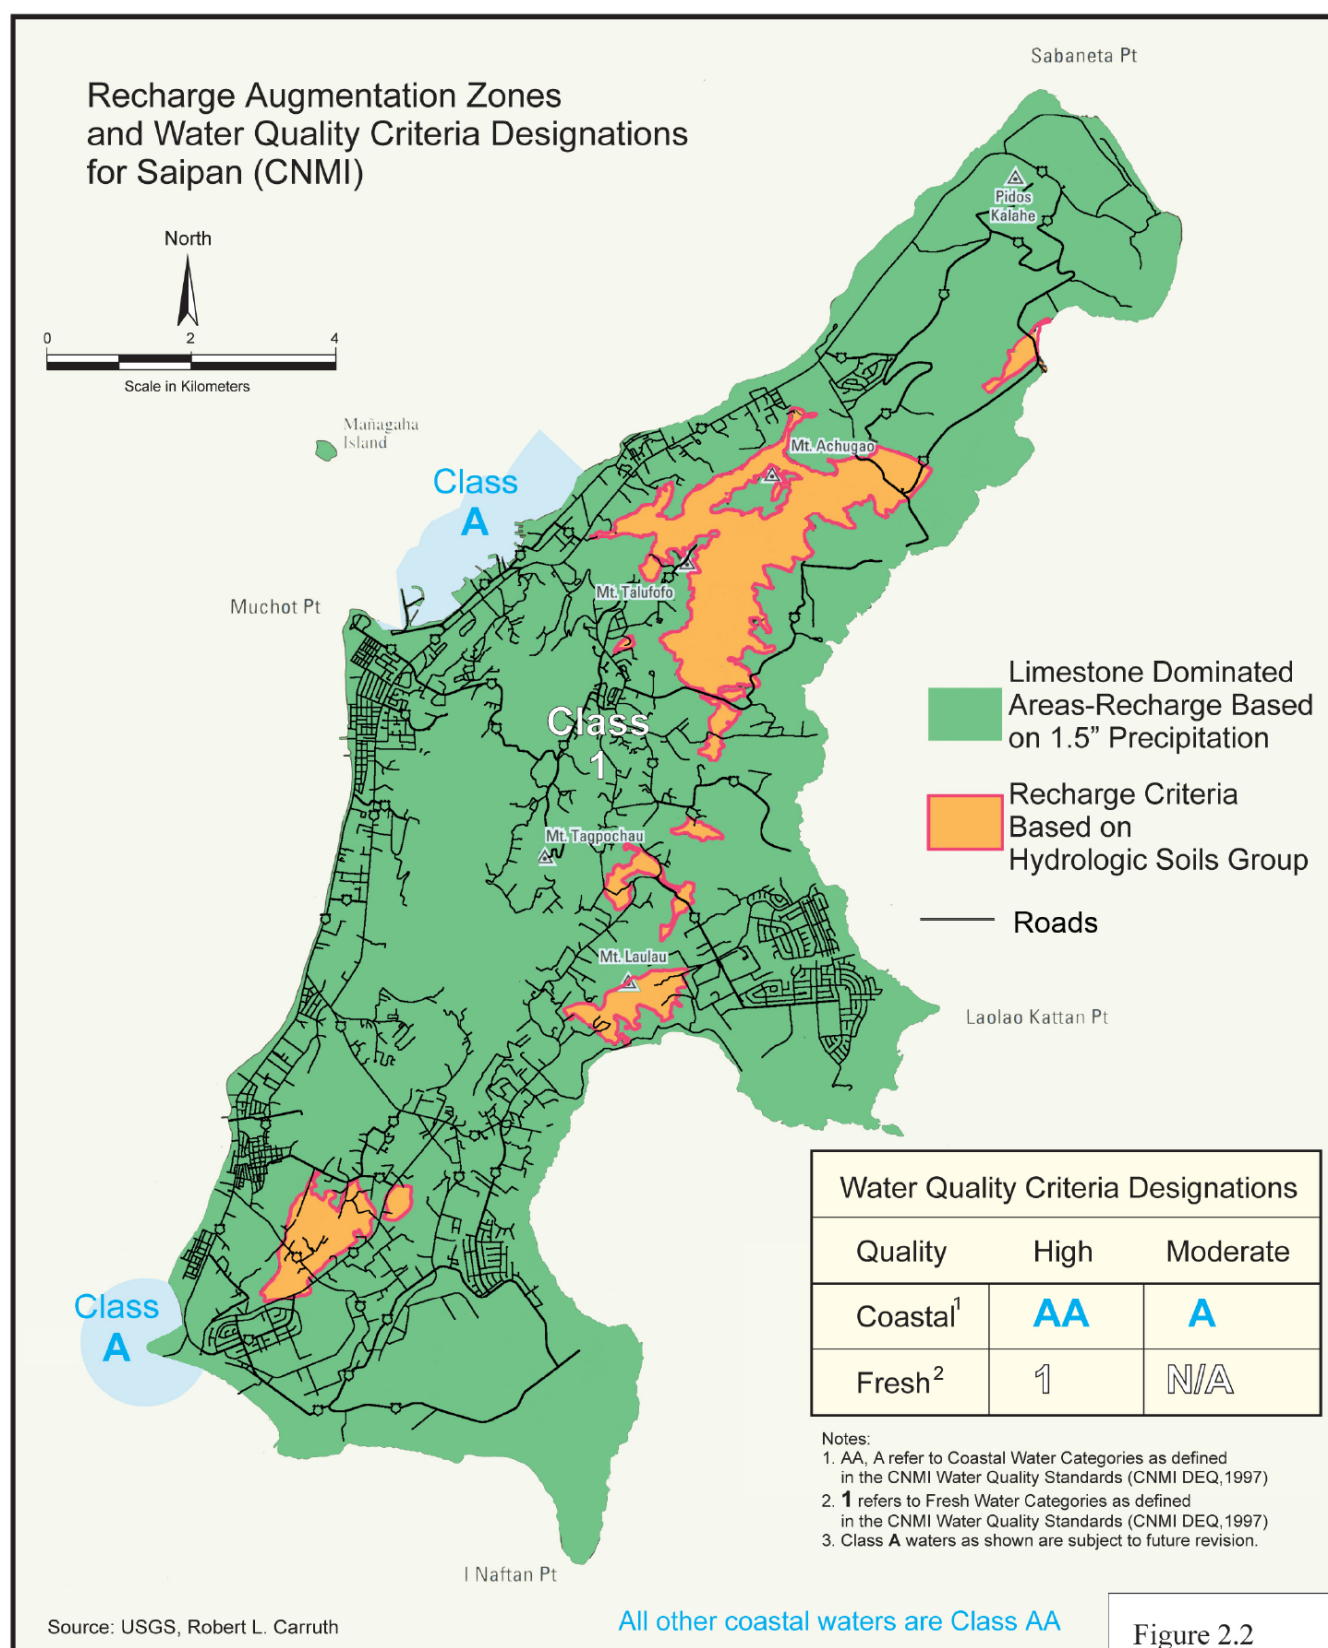 Sabaneta Pt
Recharge Augmentation Zones
and Water Quality Criteria Designations
for Saipan (CNMI)
Pidos
Kalahe
North
0 2 4
Scale in Kilometers
Mañagaha
Island
Mt. Achugao
Class
A
Mt. Talufofo
Muchot Pt
Class
1
Limestone Dominated
Areas-Recharge Based
on 1.5” Precipitation
Recharge Criteria
Based on
Hydrologic Soils Group
Roads
Mt. Tagpochau
Mt. Laulau
Laolao Kattan Pt
Class
A
Water Quality Criteria Designations
Quality High Moderate
Coastal1 AA A
Fresh2 1 N/A
Notes:
1. AA, A refer to Coastal Water Categories as defined
in the CNMI Water Quality Standards (CNMI DEQ,1997)
2. 1 refers to Fresh Water Categories as defined
in the CNMI Water Quality Standards (CNMI DEQ,1997)
3. Class A waters as shown are subject to future revision.
I Naftan Pt
Source: USGS, Robert L. Carruth
All other coastal waters are Class AA
Figure 2.2